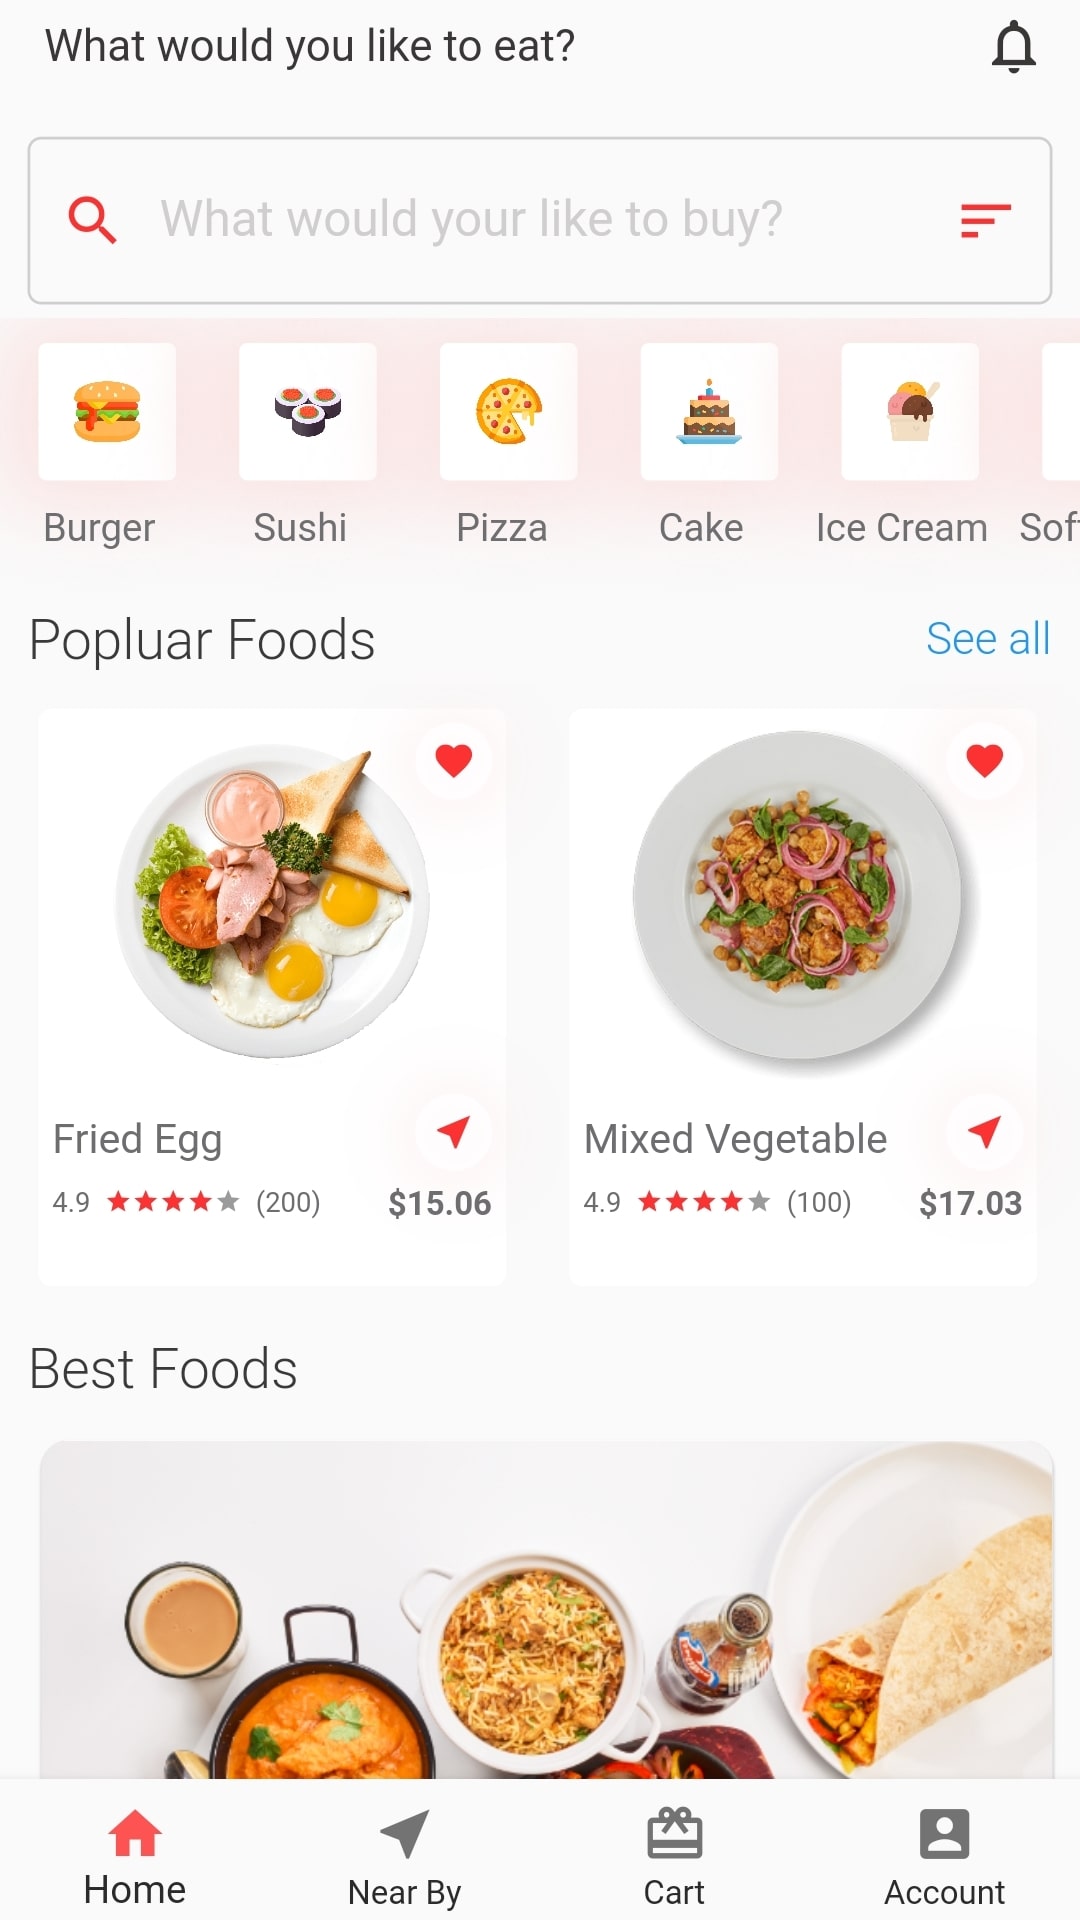 What would you like to eat?
What would your like to buy?
Burger Sushi Pizza Cake Ice Cream Sof
Popluar Foods See all
Fried Egg
4.9 (200) $15.06
Mixed Vegetable
4.9 (100) $17.03
Best Foods
Home Near By Cart Account